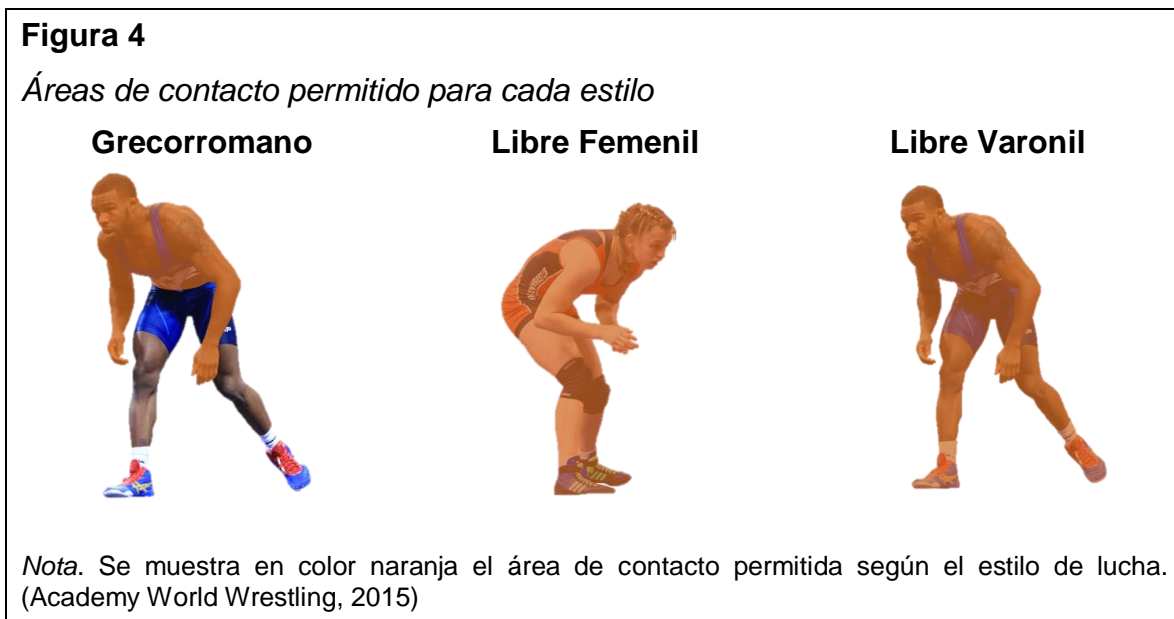 Figura 4
Áreas de contacto permitido para cada estilo
Grecorromano Libre Femenil Libre Varonil
Nota. Se muestra en color naranja el área de contacto permitida según el estilo de lucha.
(Academy World Wrestling, 2015)